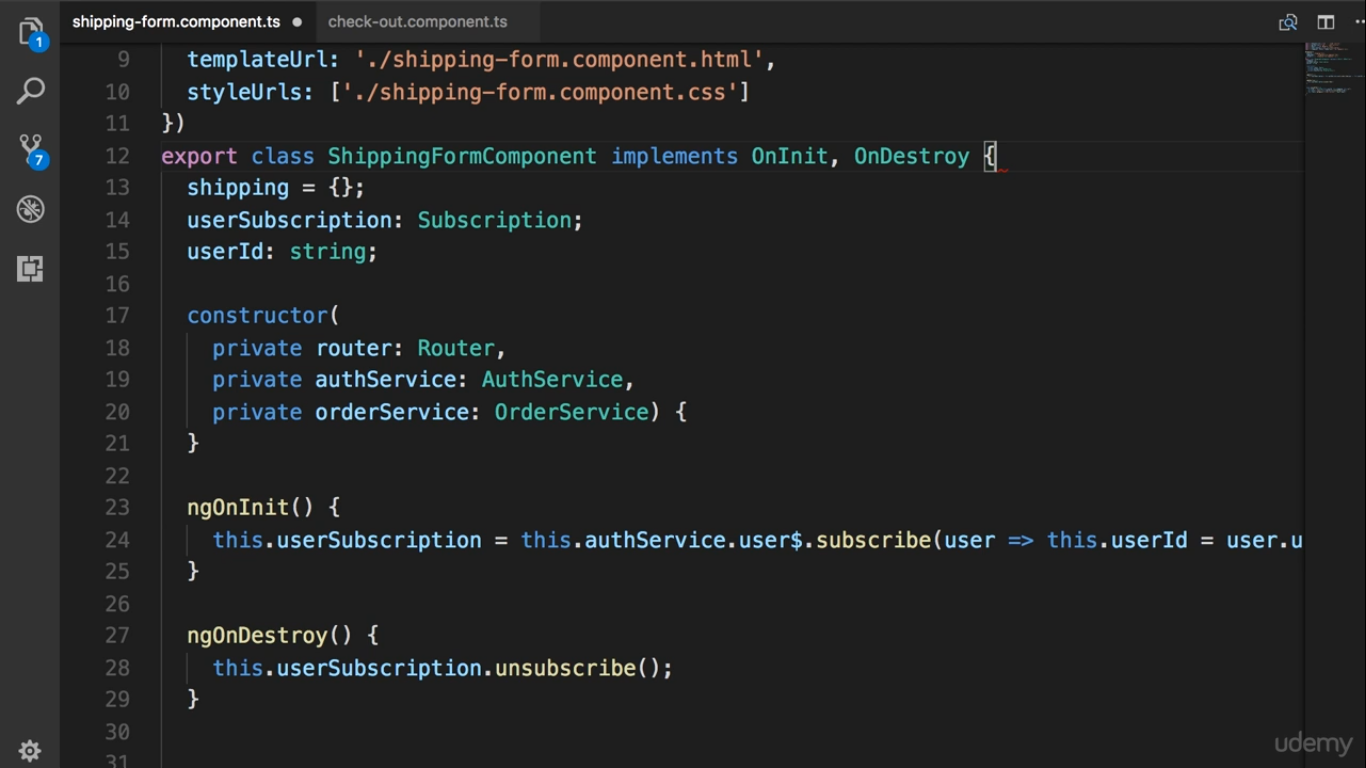 shipping-form.component.ts ● check-out.component.ts
1
7
9 templateUrl: './shipping-form.component.html',
10 styleUrls: ['./shipping-form.component.css']
11 })
12 export class ShippingFormComponent implements OnInit, OnDestroy {
13 shipping = {};
14 userSubscription: Subscription;
15 userId: string;
16
17 constructor(
18 private router: Router,
19 private authService: AuthService,
20 private orderService: OrderService) {
21 }
22
23 ngOnInit() {
24 this.userSubscription = this.authService.user$.subscribe(user => this.userId = user.u
25 }
26
27 ngOnDestroy() {
28 this.userSubscription.unsubscribe();
29 }
30
31
udemy